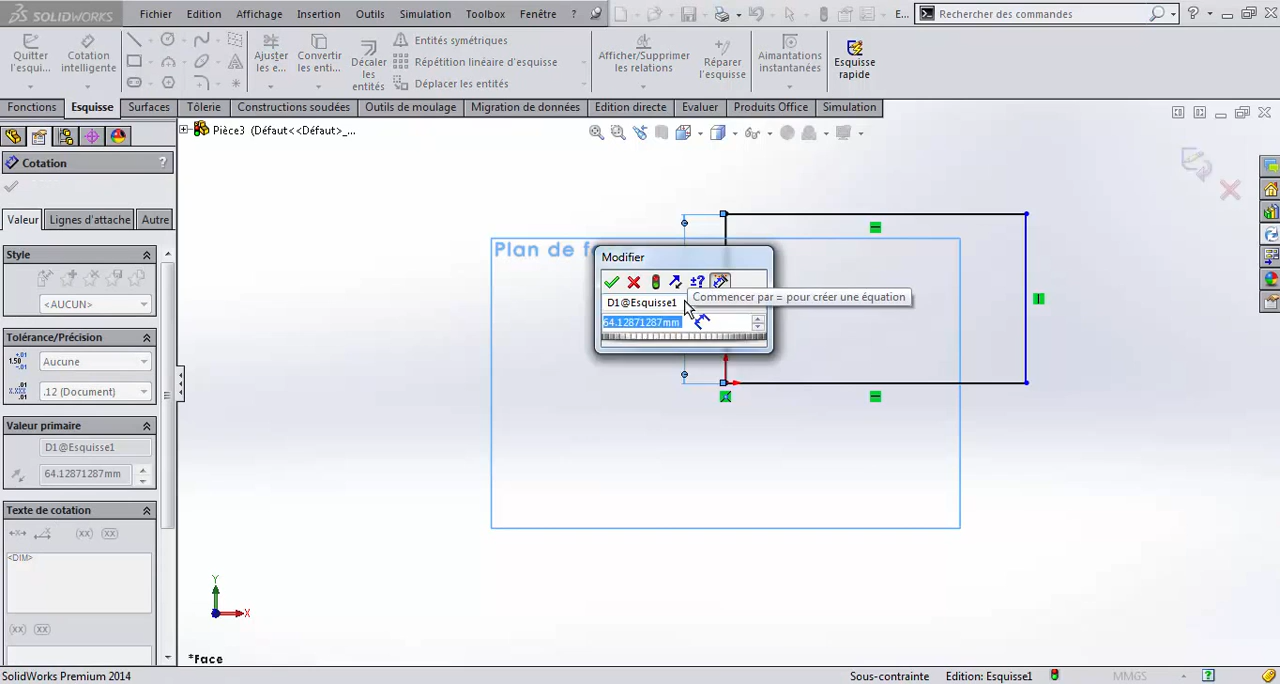 SOLIDWORKS
Fichier Edition Affichage Insertion Outils Simulation Toolbox Fenêtre ?
E...
Rechercher des commandes
?
Quitter l'esqui...
Cotation intelligente
Ajuster les e...
Convertir les enti...
Décaler les entités
Entités symétriques
Répétition linéaire d'esquisse
Déplacer les entités
Afficher/Supprimer les relations
Réparer l'esquisse
Aimantations instantanées
Esquisse rapide
Fonctions Esquisse Surfaces Tôlerie Constructions soudées Outils de moulage Migration de données Edition directe Evaluer Produits Office Simulation
Pièce3 (Défaut<<Défaut>_...
Cotation ?
Valeur Lignes d'attache Autre
Style
<AUCUN>
Tolérance/Précision
Aucune
.12 (Document)
Valeur primaire
D1@Esquisse1
64.12871287mm
Texte de cotation
(xx) (xx)
<DIM>
(xx) (xx)
Modifier
D1@Esquisse1
Commencer par = pour créer une équation
64.12871287mm
Y
X
*Face
SolidWorks Premium 2014
Sous-contrainte
Edition: Esquisse1
MMGS
?